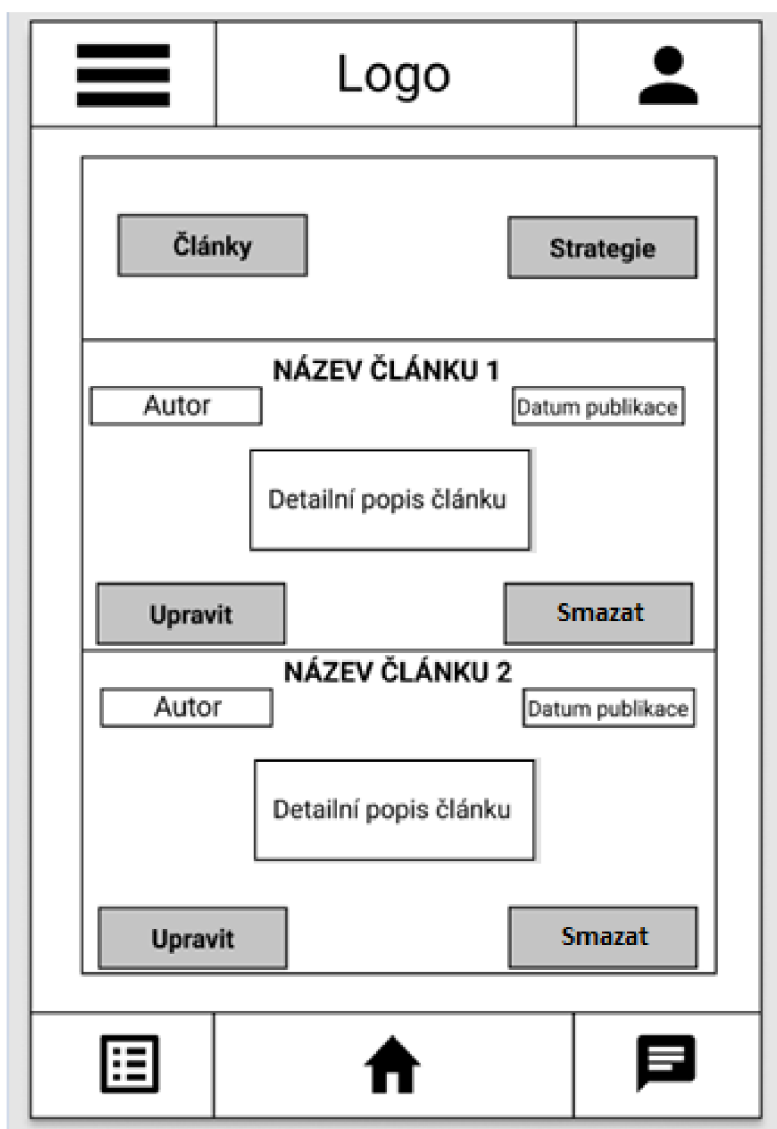 Logo
Články
Strategie
NÁZEV ČLÁNKU 1
Autor
Datum publikace
Detailní popis článku
Upravit
Smazat
NÁZEV ČLÁNKU 2
Autor
Datum publikace
Detailní popis článku
Upravit
Smazat